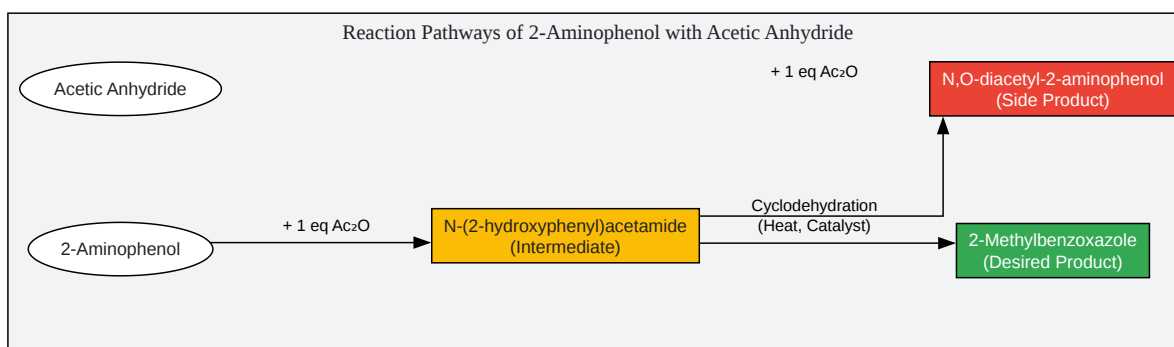 Reaction Pathways of 2-Aminophenol with Acetic Anhydride
Acetic Anhydride
+ 1 eq Ac₂O
N,O-diacetyl-2-aminophenol
(Side Product)
2-Aminophenol
+ 1 eq Ac₂O
N-(2-hydroxyphenyl)acetamide
(Intermediate)
Cyclodehydration
(Heat, Catalyst)
2-Methylbenzoxazole
(Desired Product)